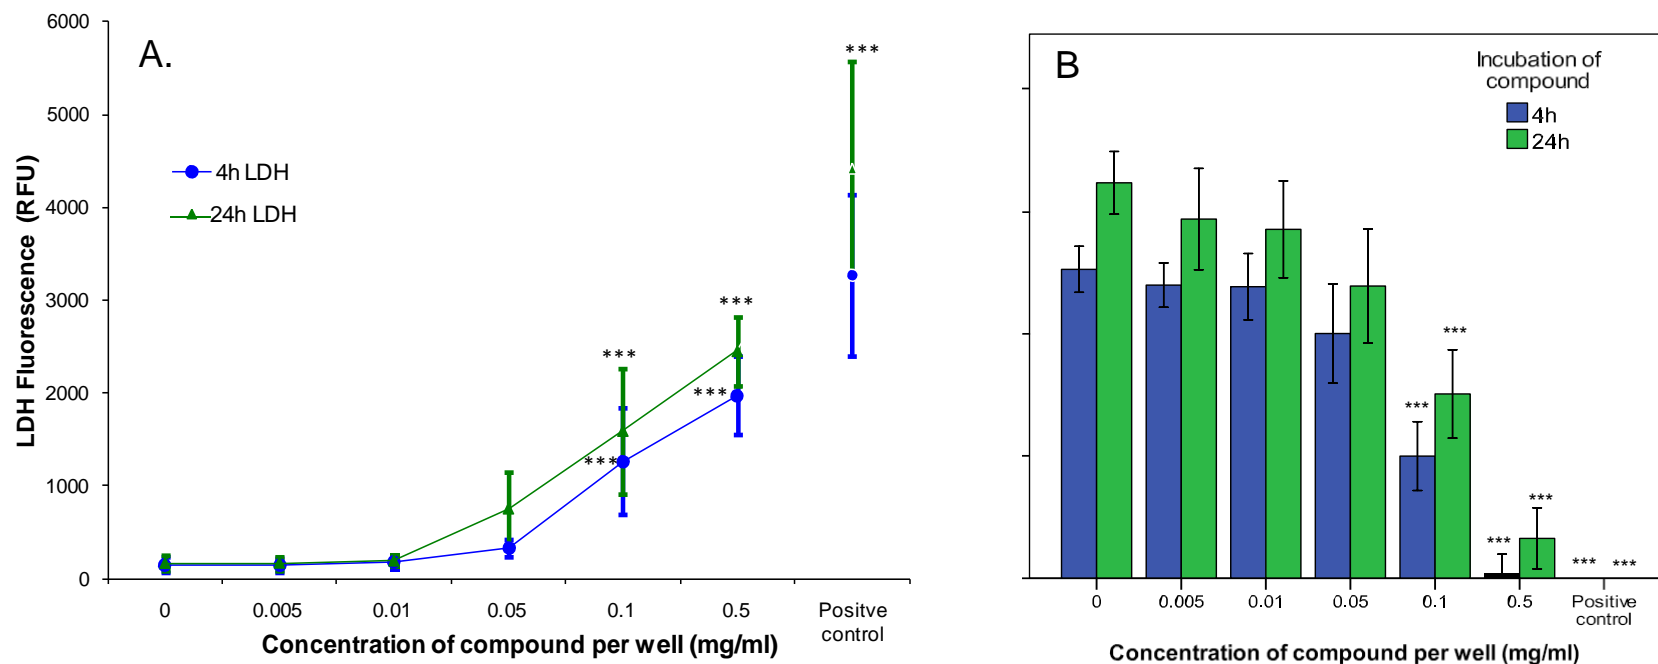 A.
6000
5000
4000
3000
2000
1000
0
LDH Fluorescence (RFU)
4h LDH
24h LDH
***
***
***
***
***
0
0.005
0.01
0.05
0.1
0.5
Positve
control
Concentration of compound per well (mg/ml)
B
Incubation of
compound
4h
24h
***
***
***
***
***
***
0
0.005
0.01
0.05
0.1
0.5
Positive
control
Concentration of compound per well (mg/ml)